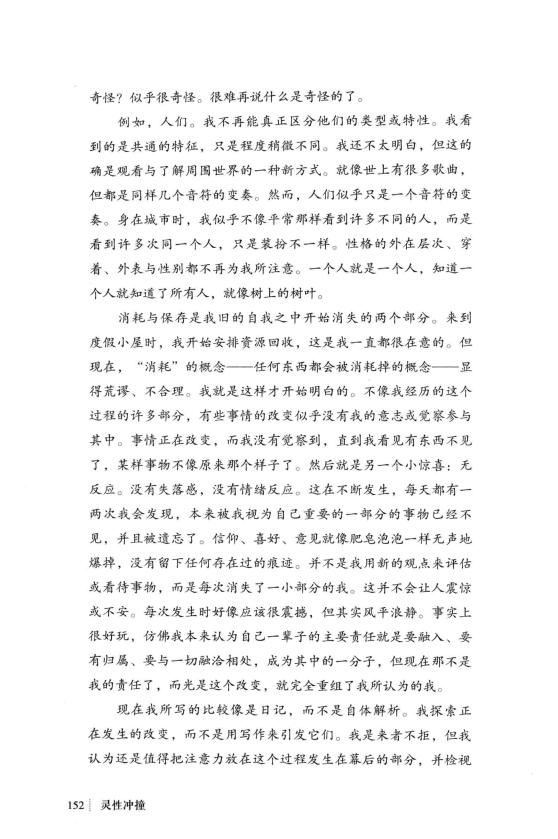 奇怪？似乎很奇怪。很难再说什么是奇怪的了。
例如，人们。我不再能真正区分他们的类型或特性。我看
到的是共通的特征，只是程度稍微不同。我还不太明白，但这的
确是观看与了解周围世界的一种新方式。就像世上有很多歌曲，
但都是同样几个音符的变奏。然而，人们似乎只是一个音符的变
奏。身在城市时，我似乎不像平常那样看到许多不同的人，而是
看到许多次同一个人，只是装扮不一样。性格的外在层次、穿
着、外表与性别都不再为我所注意。一个人就是一个人，知道一
个人就知道了所有人，就像树上的树叶。
消耗与保存是我旧的自我之中开始消失的两个部分。来到
度假小屋时，我开始安排资源回收，这是我一直都很在意的。但
现在，“消耗”的概念——任何东西都会被消耗掉的概念——显
得荒谬、不合理。我就是这样才开始明白的。不像我经历的这个
过程的许多部分，有些事情的改变似乎没有我的意志或觉察参与
其中。事情正在改变，而我没有觉察到，直到我看见有东西不见
了，某样事物不像原来那个样子了。然后就是另一个小惊喜：无
反应。没有失落感，没有情绪反应。这在不断发生，每天都有一
两次我会发现，本来被我视为自己重要的一部分的事物已经不
见，并且被遗忘了。信仰、喜好、意见就像肥皂泡泡一样无声地
爆掉，没有留下任何存在过的痕迹。并不是我用新的观点来评估
或看待事物，而是每次消失了一小部分的我。这并不会让人震惊
或不安。每次发生时好像应该很震撼，但其实风平浪静。事实上
很好玩，仿佛我本来认为自己一辈子的主要责任就是要融入、要
有归属、要与一切融洽相处，成为其中的一分子，但现在那不是
我的责任了，而光是这个改变，就完全重组了我所认为的我。
现在我所写的比较像是日记，而不是自体解析。我探索正
在发生的改变，而不是用写作来引发它们。我是来者不拒，但我
认为还是值得把注意力放在这个过程发生在幕后的部分，并检视
152 灵性冲撞